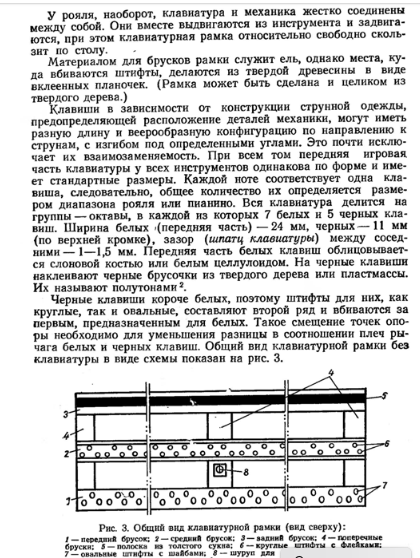 У рояля, наоборот, клавиатура и механика жестко соединены
между собой. Они вместе выдвигаются из инструмента и задвига-
ются, при этом клавиатурная рамка относительно свободно сколь-
зит по столу.
Материалом для брусков рамки служит ель, однако места, ку-
да вбиваются штифты, делаются из твердой древесины в виде
вклеенных планочек. (Рамка может быть сделана и целиком из
твердого дерева.)
Клавиши в зависимости от конструкции струнной одежды,
предопределяющей расположение деталей механики, могут иметь
разную длину и веерообразную конфигурацию по направлению к
струнам, с изгибом под определенными углами. Это почти исклю-
чает их взаимозаменяемость. При всем том передняя игровая
часть клавиатуры у всех инструментов одинакова по форме и име-
ет стандартные размеры. Каждой ноте соответствует одна кла-
виша, следовательно, общее количество их определяется разме-
ром диапазона рояля или пианино. Вся клавиатура делится на
группы — октавы, в каждой из которых 7 белых и 5 черных кла-
виш. Ширина белых (передняя часть) — 24 мм, черных — 11 мм
(по верхней кромке), зазор (шпатц клавиатуры) между сосед-
ними — 1—1,5 мм. Передняя часть белых клавиш облицовывает-
ся слоновой костью или белым целлулоидом. На черные клавиши
наклеивают черные брусочки из твердого дерева или пластмассы.
Их называют полутонами².
Черные клавиши короче белых, поэтому штифты для них, как
круглые, так и овальные, составляют второй ряд и вбиваются за
первым, предназначенным для белых. Такое смещение точек опо-
ры необходимо для уменьшения разницы в соотношении плеч ры-
чага белых и черных клавиш. Общий вид клавиатурной рамки без
клавиатуры в виде схемы показан на рис. 3.
4
3
5
4
2
6
8
1
7
Рис. 3. Общий вид клавиатурной рамки (вид сверху):
1 — передний брусок; 2 — средний брусок; 3 — задний брусок; 4 — поперечные
бруски; 5 — полоска из толстого сукна; 6 — круглые штифты с флейками;
7 — овальные штифты с шайбами; 8 — шуруп для